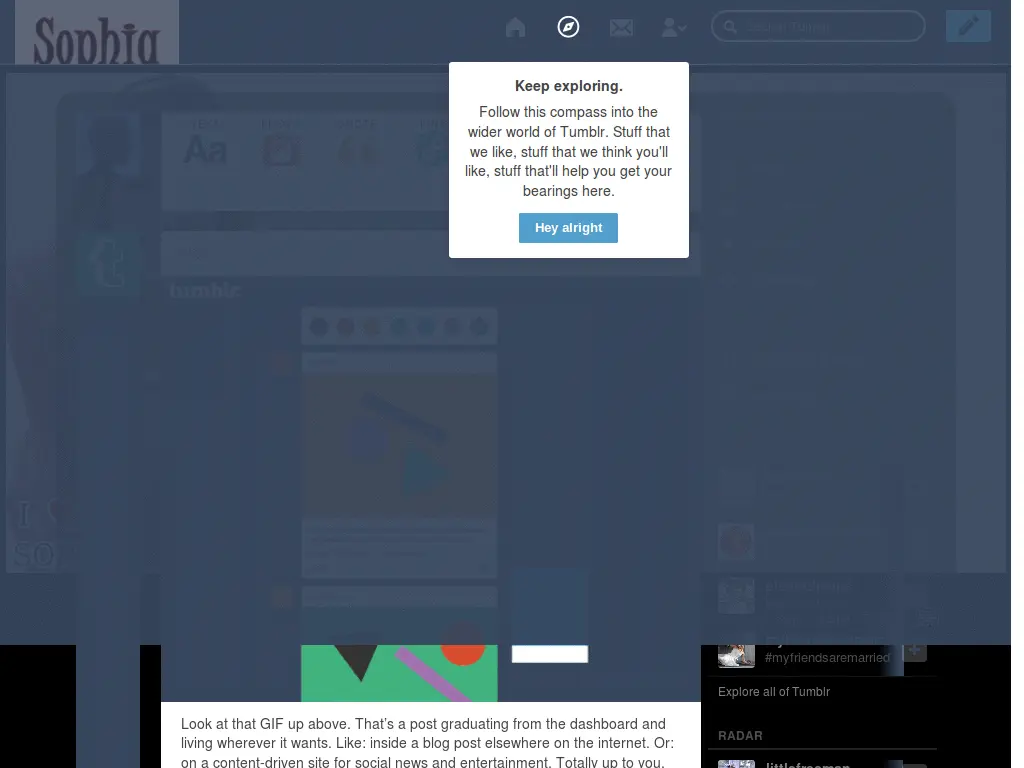 Sophia
Search Tumblr
Keep exploring.
Follow this compass into the
wider world of Tumblr. Stuff that
we like, stuff that we think you'll
like, stuff that'll help you get your
bearings here.
Hey alright
Aa
t
tumblr
I
SO
#myfriendsaremarried
Explore all of Tumblr
Look at that GIF up above. That's a post graduating from the dashboard and
living wherever it wants. Like: inside a blog post elsewhere on the internet. Or:
on a content-driven site for social news and entertainment. Totally up to you.
RADAR
littlefreeman